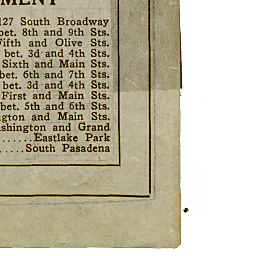 MENT
127 South Broadway
bet. 8th and 9th Sts.
Fifth and Olive Sts.
bet. 3d and 4th Sts.
Sixth and Main Sts.
bet. 6th and 7th Sts.
bet. 3d and 4th Sts.
First and Main Sts.
bet. 5th and 6th Sts.
ngton and Main Sts.
ashington and Grand
.......Eastlake Park
.....South Pasadena